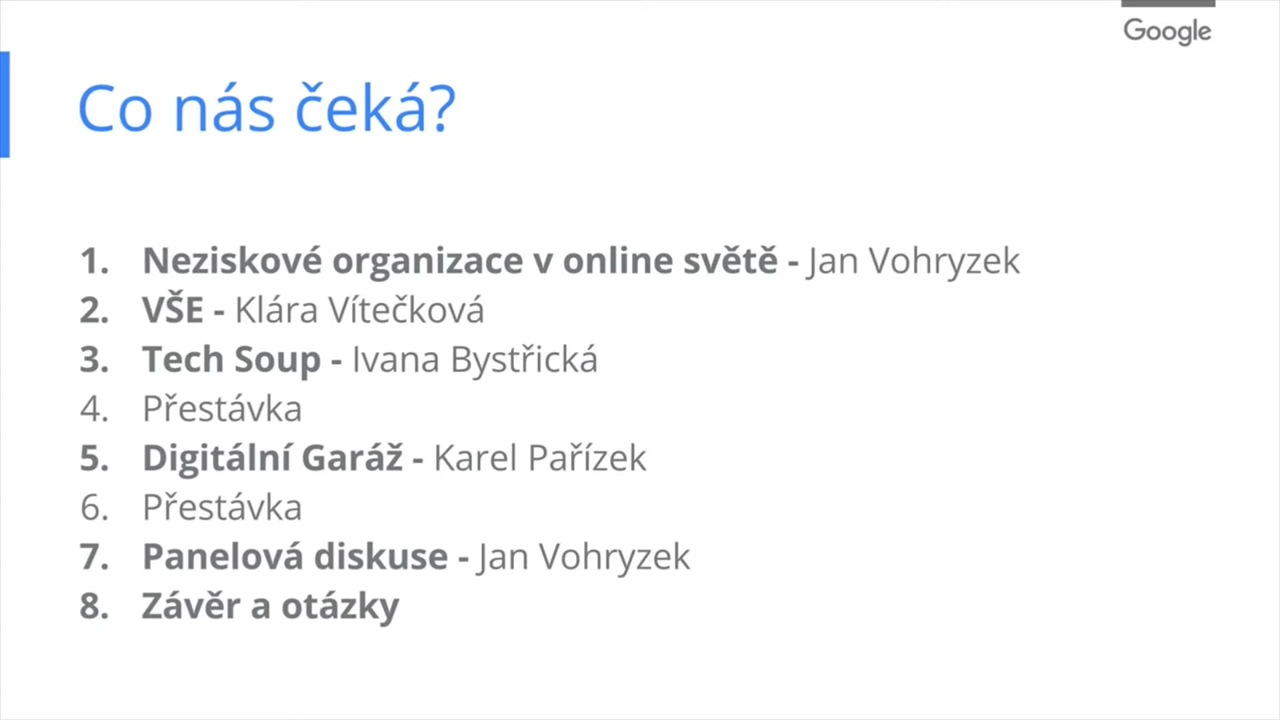 Google
Co nás čeká?
1. Neziskové organizace v online světě - Jan Vohryzek
2. VŠE - Klára Vítečková
3. Tech Soup - Ivana Bystřická
4. Přestávka
5. Digitální Garáž - Karel Pařízek
6. Přestávka
7. Panelová diskuse - Jan Vohryzek
8. Závěr a otázky